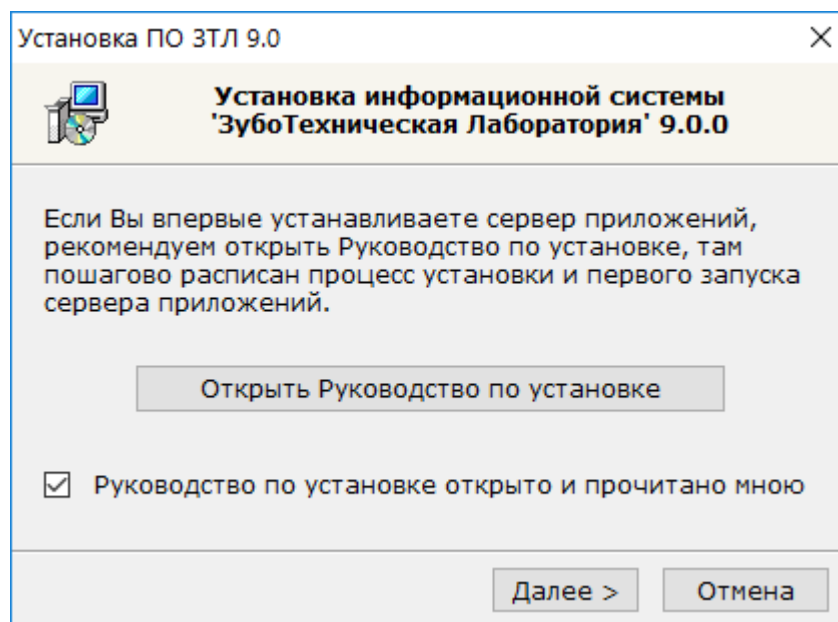 Установка ПО ЗТЛ 9.0
Установка информационной системы
'ЗубоТехническая Лаборатория' 9.0.0
Если Вы впервые устанавливаете сервер приложений,
рекомендуем открыть Руководство по установке, там
пошагово расписан процесс установки и первого запуска
сервера приложений.
Открыть Руководство по установке
Руководство по установке открыто и прочитано мною
Далее >
Отмена